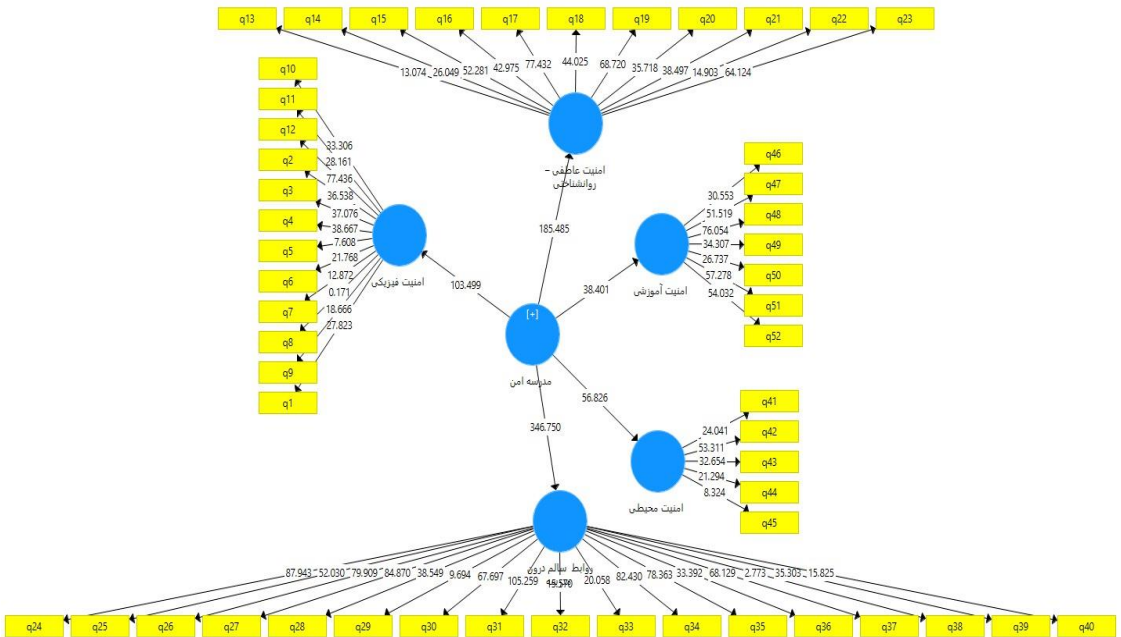 q13 q14 q15 q16 q17 q18 q19 q20 q21 q22 q23
13.074 26.049 52.281 42.975 77.432 44.025 68.720 35.718 38.497 14.903 64.124
امنیت عاطفی –
روانشناختی
q10
q11
q12
q2
q3
q4
q5
q6
q7
q8
q9
q1
33.306
28.161
77.436
36.538
37.076
38.667
7.608
21.768
12.872
0.171
18.666
27.823
امنیت فیزیکی
103.499
185.485
38.401
[+]
مدرسه امن
56.826
346.750
q46
q47
q48
q49
q50
q51
q52
30.553
51.519
76.054
34.307
26.737
57.278
54.032
امنیت آموزشی
q41
q42
q43
q44
q45
24.041
53.311
32.654
21.294
8.324
امنیت محیطی
روابط سالم درون
87.943 52.030 79.909 84.870 38.549 9.694 67.697 105.259 15.570 20.058 82.430 78.363 33.392 68.129 2.773 35.303 15.825
q24 q25 q26 q27 q28 q29 q30 q31 q32 q33 q34 q35 q36 q37 q38 q39 q40